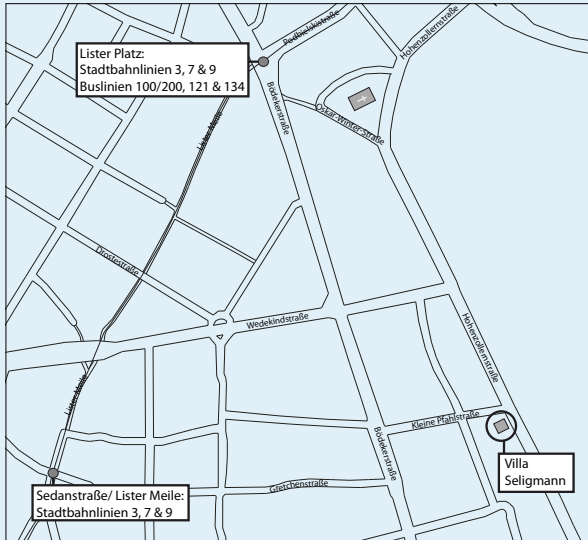 Podbielskistraße
Hohenzollernstraße
Lister Platz:
Stadtbahnlinien 3, 7 & 9
Buslinien 100/200, 121 & 134
Bödekerstraße
Oskar-Winter-Straße
Lister Meile
Drostestraße
Wedekindstraße
Hohenzollernstraße
Lister Meile
Kleine Pfahlstraße
Bödekerstraße
Villa
Seligmann
Gretchenstraße
Sedanstraße/ Lister Meile:
Stadtbahnlinien 3, 7 & 9